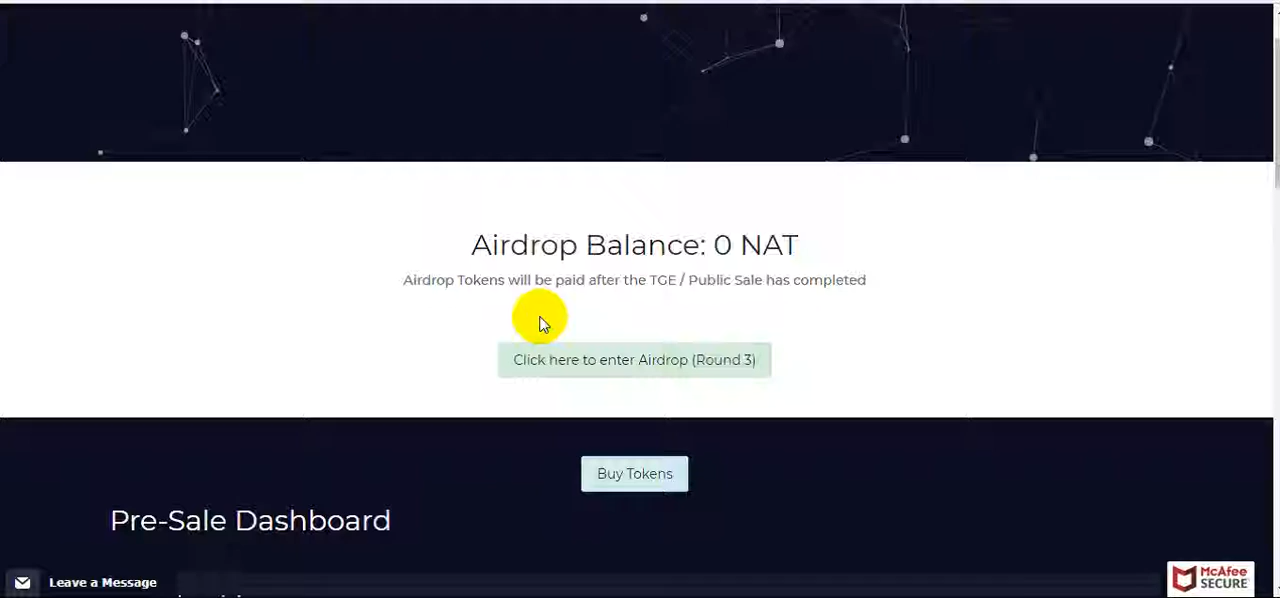 Airdrop Balance: 0 NAT
Airdrop Tokens will be paid after the TGE / Public Sale has completed
Click here to enter Airdrop (Round 3)
Buy Tokens
Pre-Sale Dashboard
Leave a Message
McAfee
SECURE